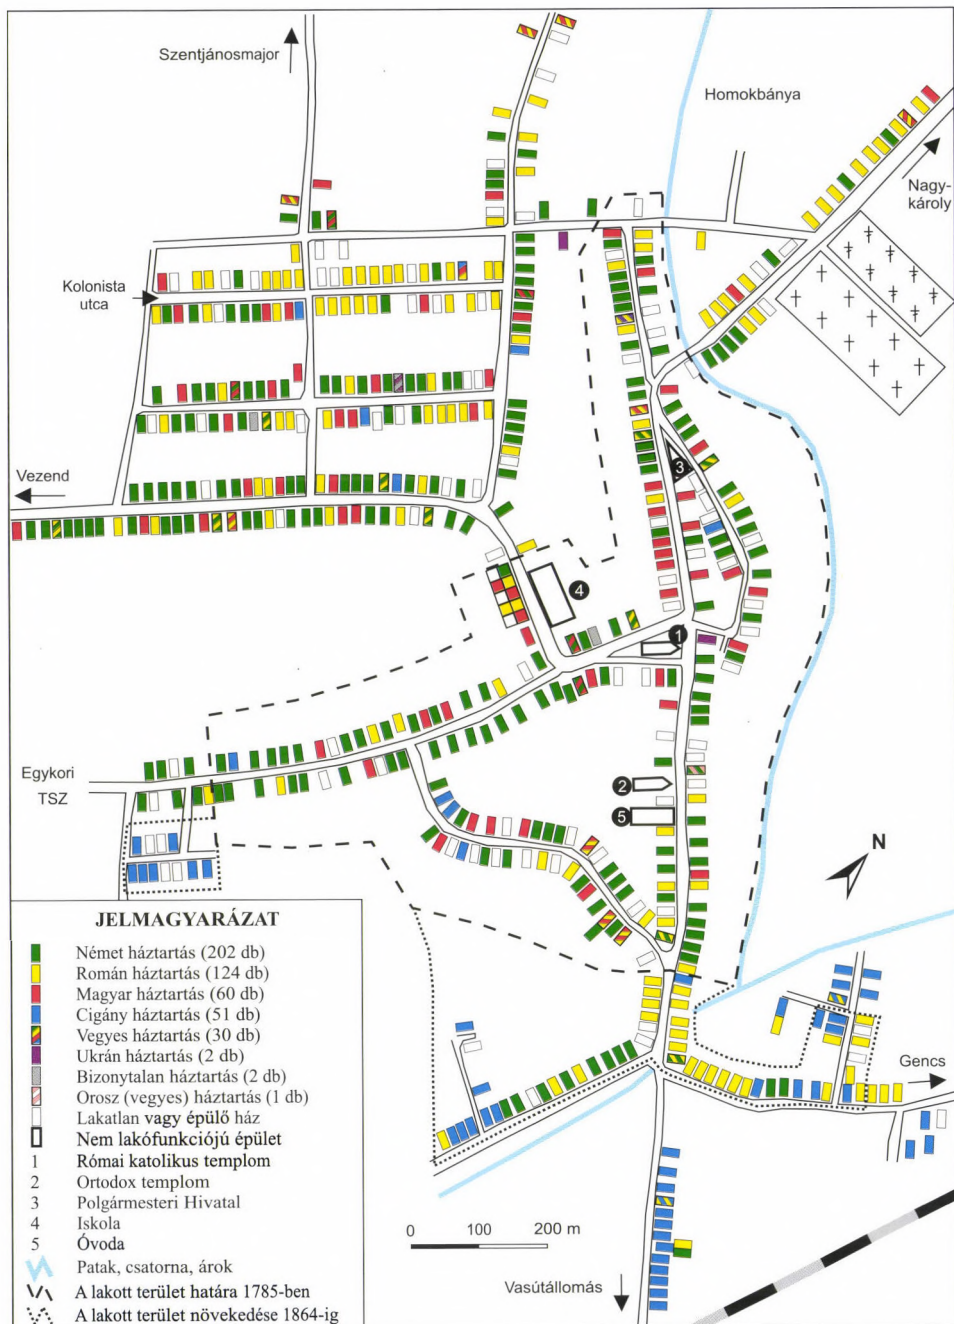 Szentjánosmajor
Homokbánya
Nagy-
károly
Kolonista
utca
Vezend
3
4
1
Egykori
TSZ
2
5
N
Gencs
JELMAGYARÁZAT
Német háztartás (202 db)
Román háztartás (124 db)
Magyar háztartás (60 db)
Cigány háztartás (51 db)
Vegyes háztartás (30 db)
Ukrán háztartás (2 db)
Bizonytalan háztartás (2 db)
Orosz (vegyes) háztartás (1 db)
Lakatlan vagy épülő ház
Nem lakófunkciójú épület
1 Római katolikus templom
2 Ortodox templom
3 Polgármesteri Hivatal
4 Iskola
5 Óvoda
Patak, csatorna, árok
A lakott terület határa 1785-ben
A lakott terület növekedése 1864-ig
0 100 200 m
Vasútállomás